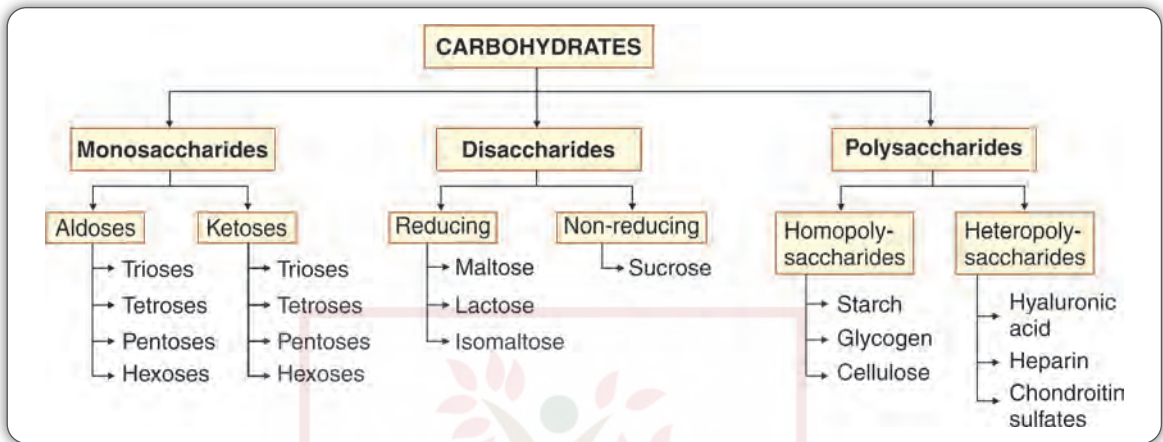 CARBOHYDRATES
Monosaccharides
Disaccharides
Polysaccharides
Aldoses
Trioses
Tetroses
Pentoses
Hexoses
Ketoses
Trioses
Tetroses
Pentoses
Hexoses
Reducing
Maltose
Lactose
Isomaltose
Non-reducing
Sucrose
Homopoly-
saccharides
Starch
Glycogen
Cellulose
Heteropoly-
saccharides
Hyaluronic
acid
Heparin
Chondroitin
sulfates